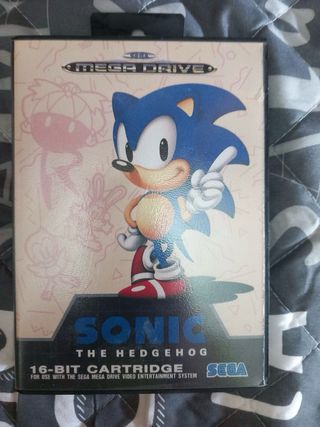 SEGA
MEGA DRIVE
SONIC
THE HEDGEHOG
16-BIT CARTRIDGE
FOR USE WITH THE SEGA MEGA DRIVE VIDEO ENTERTAINMENT SYSTEM
SEGA